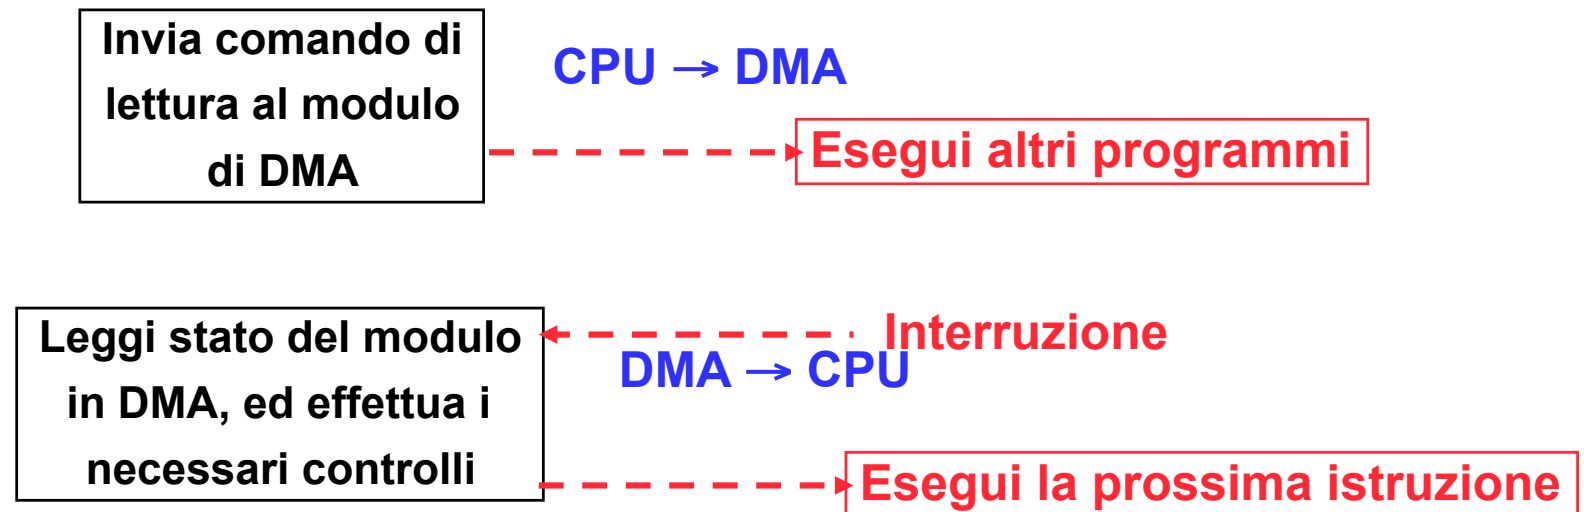 Invia comando di
lettura al modulo
di DMA
CPU → DMA
Esegui altri programmi
Leggi stato del modulo
in DMA, ed effettua i
necessari controlli
Interruzione
DMA → CPU
Esegui la prossima istruzione